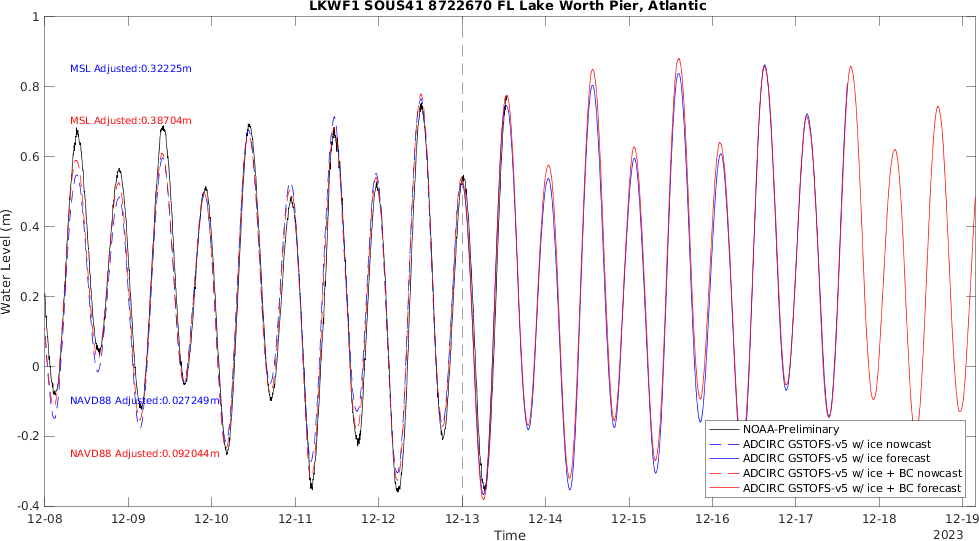 LKWF1 SOUS41 8722670 FL Lake Worth Pier, Atlantic
1
0.8
0.6
0.4
0.2
0
-0.2
-0.4
Water Level (m)
MSL Adjusted:0.32225m
MSL Adjusted:0.38704m
NAVD88 Adjusted:0.027249m
NAVD88 Adjusted:0.092044m
NOAA-Preliminary
ADCIRC GSTOFS-v5 w/ ice nowcast
ADCIRC GSTOFS-v5 w/ ice forecast
ADCIRC GSTOFS-v5 w/ ice + BC nowcast
ADCIRC GSTOFS-v5 w/ ice + BC forecast
12-08 12-09 12-10 12-11 12-12 12-13 12-14 12-15 12-16 12-17 12-18 12-19
Time
2023